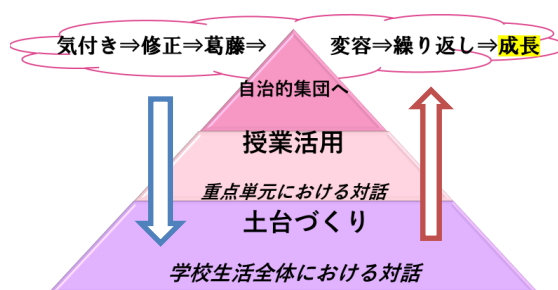 気付き⇒修正⇒葛藤⇒ 変容⇒繰り返し⇒成長
自治的集団へ
授業活用
重点単元における対話
土台づくり
学校生活全体における対話